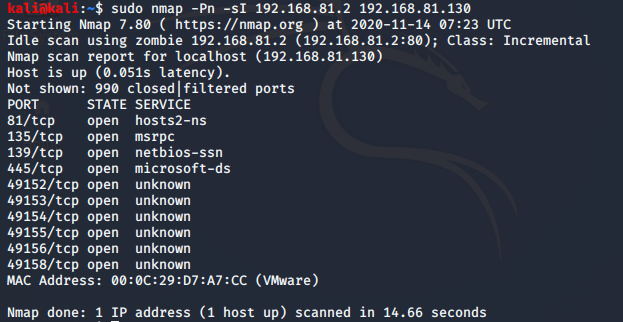 kali@kali:~$ sudo nmap -Pn -sI 192.168.81.2 192.168.81.130
Starting Nmap 7.80 ( https://nmap.org ) at 2020-11-14 07:23 UTC
Idle scan using zombie 192.168.81.2 (192.168.81.2:80); Class: Incremental
Nmap scan report for localhost (192.168.81.130)
Host is up (0.051s latency).
Not shown: 990 closed|filtered ports
PORT STATE SERVICE
81/tcp open hosts2-ns
135/tcp open msrpc
139/tcp open netbios-ssn
445/tcp open microsoft-ds
49152/tcp open unknown
49153/tcp open unknown
49154/tcp open unknown
49155/tcp open unknown
49156/tcp open unknown
49158/tcp open unknown
MAC Address: 00:0C:29:D7:A7:CC (VMware)
Nmap done: 1 IP address (1 host up) scanned in 14.66 seconds